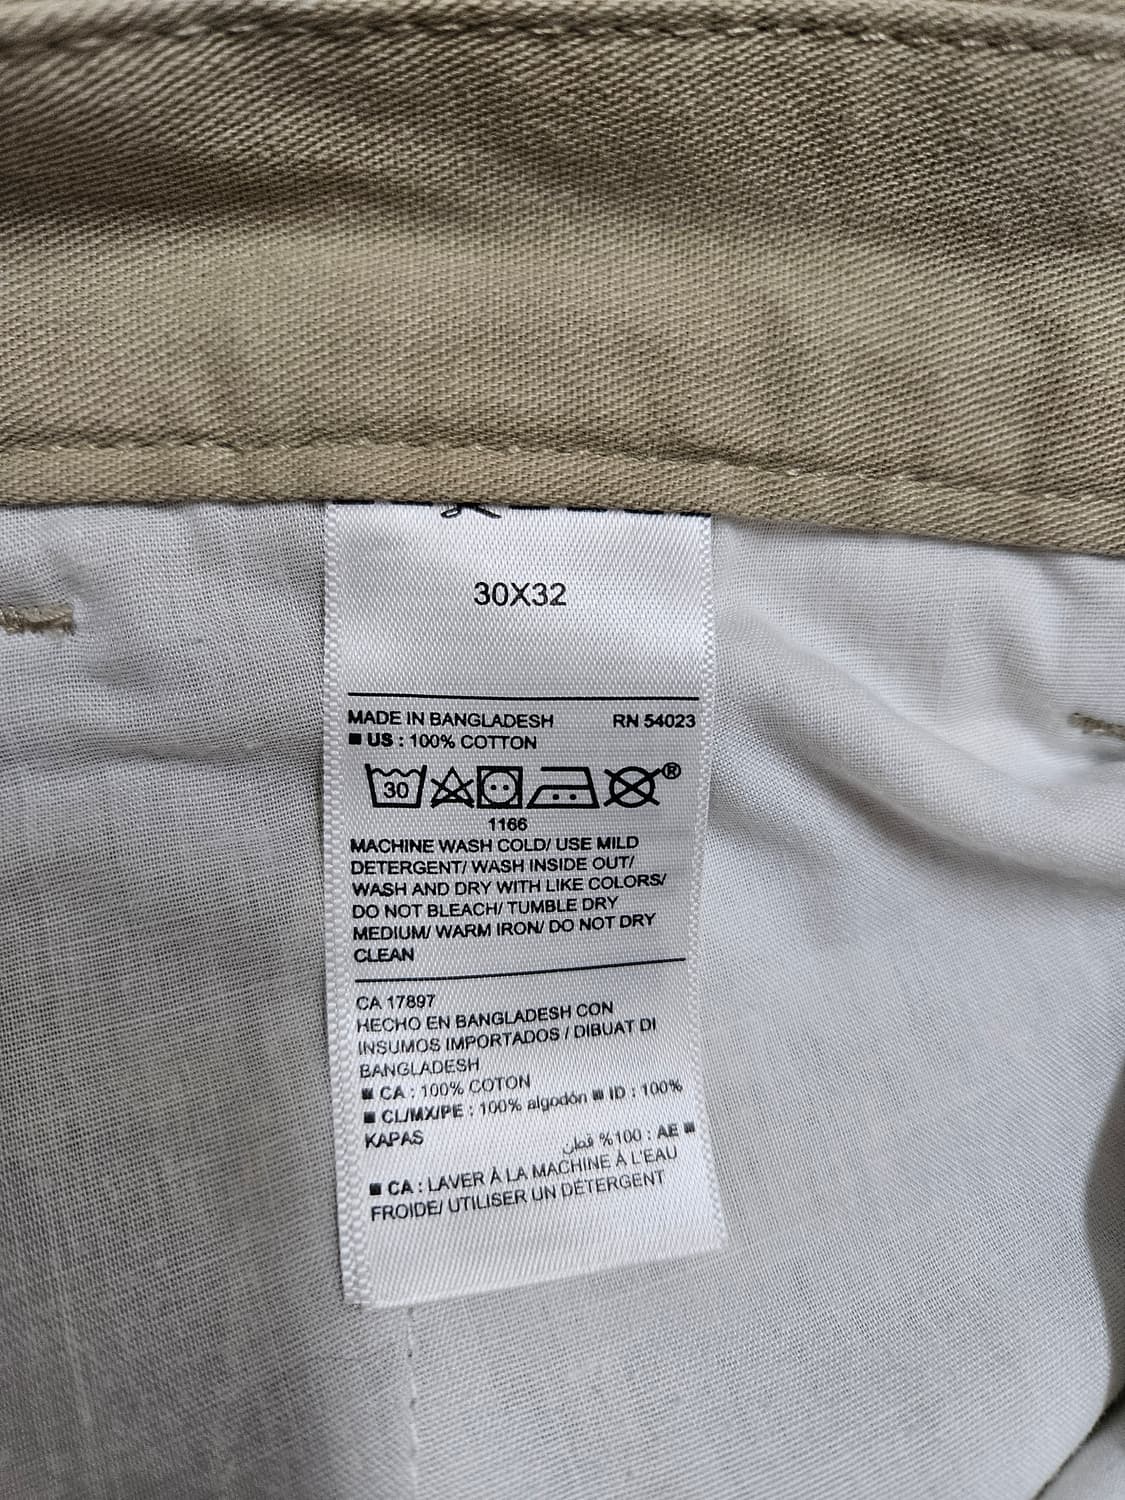 30X32
MADE IN BANGLADESH RN 54023
■ US : 100% COTTON
30 ®
1166
MACHINE WASH COLD/ USE MILD
DETERGENT/ WASH INSIDE OUT/
WASH AND DRY WITH LIKE COLORS/
DO NOT BLEACH/ TUMBLE DRY
MEDIUM/ WARM IRON/ DO NOT DRY
CLEAN
CA 17897
HECHO EN BANGLADESH CON
INSUMOS IMPORTADOS / DIBUAT DI
BANGLADESH
■ CA : 100% COTON
■ CL/MX/PE : 100% algodón ■ ID : 100%
KAPAS
■ AE : 100% قطن
■ CA : LAVER À LA MACHINE À L'EAU
FROIDE/ UTILISER UN DÉTERGENT